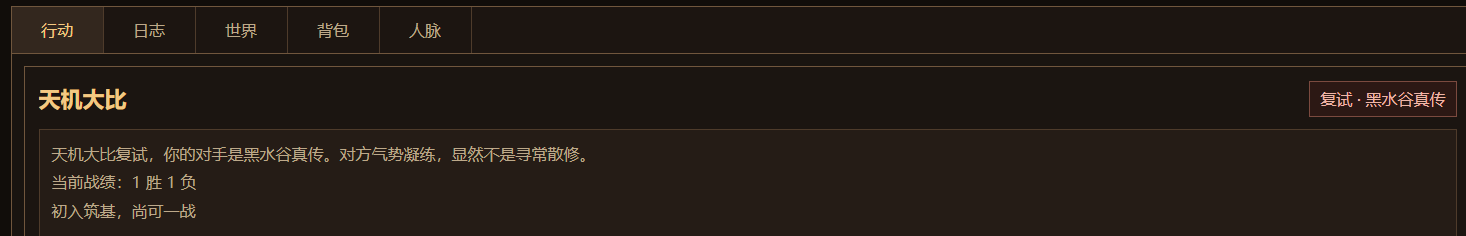 行动 日志 世界 背包 人脉
天机大比 复试 · 黑水谷真传
天机大比复试，你的对手是黑水谷真传。对方气势凝练，显然不是寻常散修。
当前战绩：1 胜 1 负
初入筑基，尚可一战